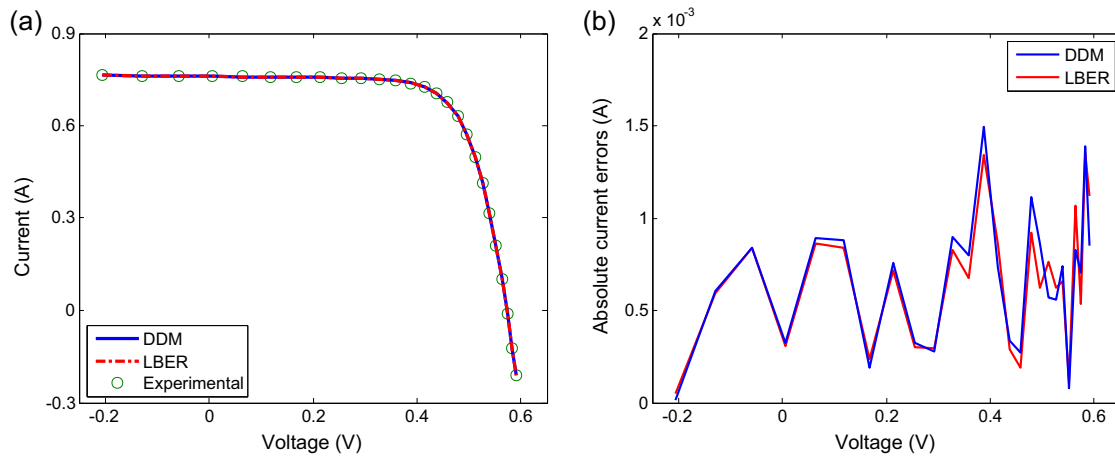 (a)
0.9
0.6
0.3
0
-0.3
-0.2
0
0.2
0.4
0.6
Current (A)
Voltage (V)
DDM
LBER
Experimental
(b)
2 x 10⁻³
1.5
1
0.5
0
-0.2
0
0.2
0.4
0.6
Absolute current errors (A)
Voltage (V)
DDM
LBER